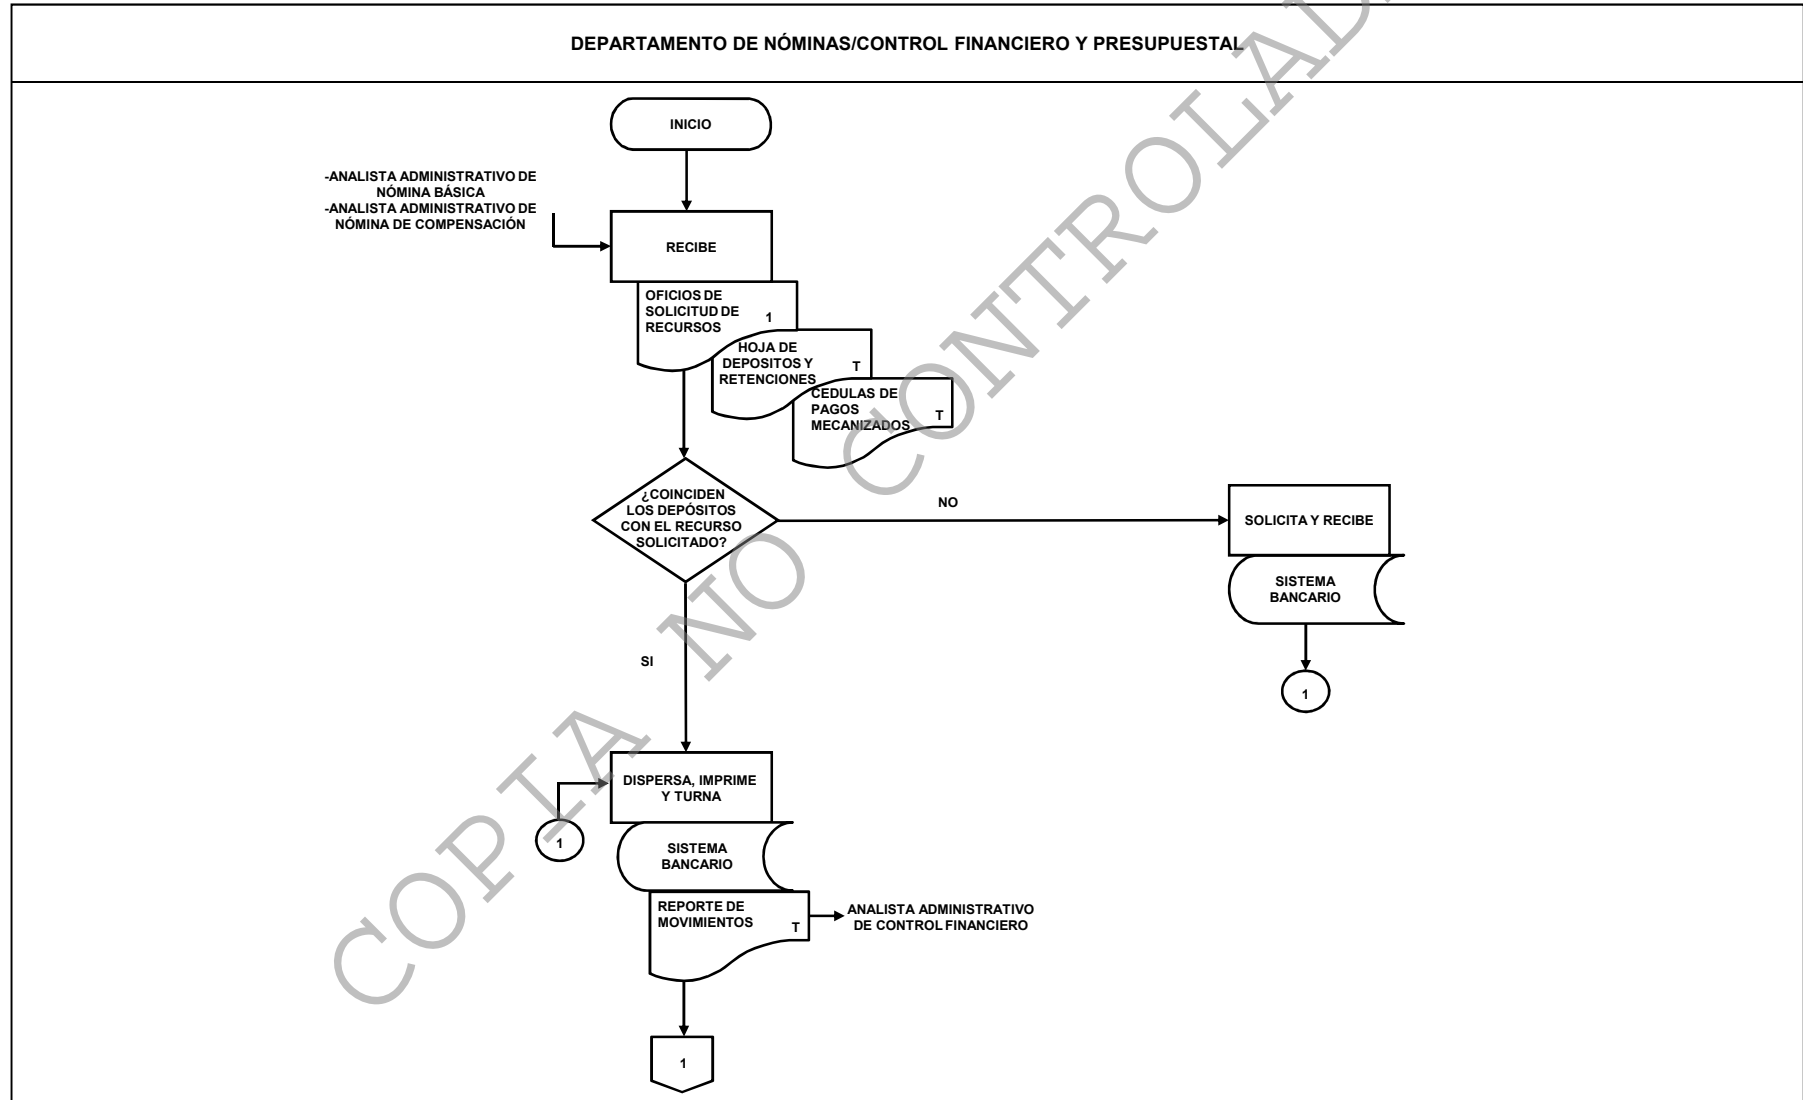 DEPARTAMENTO DE NÓMINAS/CONTROL FINANCIERO Y PRESUPUESTAL
INICIO
-ANALISTA ADMINISTRATIVO DE
NÓMINA BÁSICA
-ANALISTA ADMINISTRATIVO DE
NÓMINA DE COMPENSACIÓN
RECIBE
OFICIOS DE
SOLICITUD DE
RECURSOS
1
HOJA DE
DEPOSITOS Y
RETENCIONES
T
CEDULAS DE
PAGOS
MECANIZADOS
T
¿COINCIDEN
LOS DEPÓSITOS
CON EL RECURSO
SOLICITADO?
NO
SOLICITA Y RECIBE
SISTEMA
BANCARIO
1
SI
DISPERSA, IMPRIME
Y TURNA
1
SISTEMA
BANCARIO
REPORTE DE
MOVIMIENTOS
T
ANALISTA ADMINISTRATIVO
DE CONTROL FINANCIERO
1
COPIA NO CONTROLAD